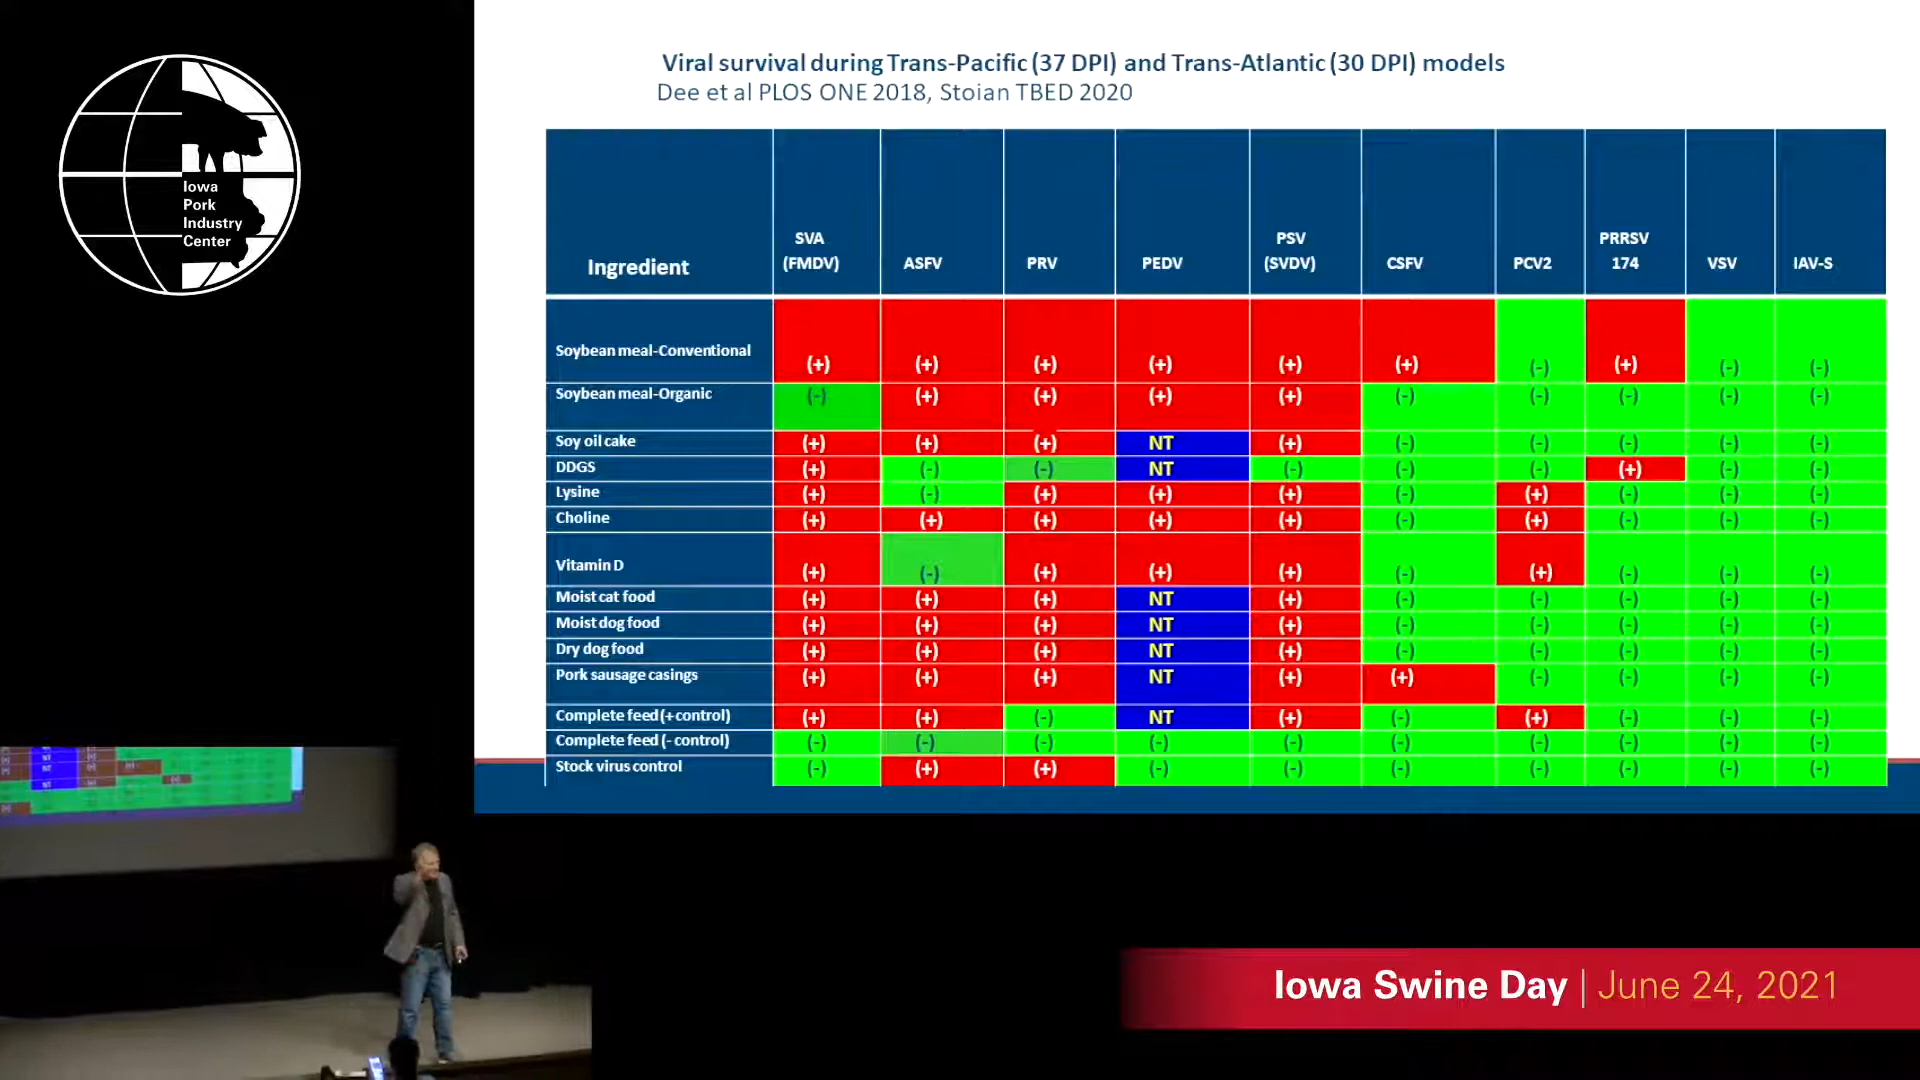 Iowa
Pork
Industry
Center
Viral survival during Trans-Pacific (37 DPI) and Trans-Atlantic (30 DPI) models
Dee et al PLOS ONE 2018, Stoian TBED 2020
Ingredient SVA (FMDV) ASFV PRV PEDV PSV (SVDV) CSFV PCV2 PRRSV 174 VSV IAV-S
Soybean meal-Conventional (+) (+) (+) (+) (+) (+) (-) (+) (-) (-)
Soybean meal-Organic (-) (+) (+) (+) (+) (-) (-) (-) (-) (-)
Soy oil cake (+) (+) (+) NT (+) (-) (-) (-) (-) (-)
DDGS (+) (-) (-) NT (-) (-) (-) (+) (-) (-)
Lysine (+) (-) (+) (+) (+) (-) (+) (-) (-) (-)
Choline (+) (+) (+) (+) (+) (-) (+) (-) (-) (-)
Vitamin D (+) (-) (+) (+) (+) (-) (+) (-) (-) (-)
Moist cat food (+) (+) (+) NT (+) (-) (-) (-) (-) (-)
Moist dog food (+) (+) (+) NT (+) (-) (-) (-) (-) (-)
Dry dog food (+) (+) (+) NT (+) (-) (-) (-) (-) (-)
Pork sausage casings (+) (+) (+) NT (+) (+) (-) (-) (-) (-)
Complete feed (+ control) (+) (+) (-) NT (+) (-) (+) (-) (-) (-)
Complete feed (- control) (-) (-) (-) (-) (-) (-) (-) (-) (-) (-)
Stock virus control (-) (+) (+) (-) (-) (-) (-) (-) (-) (-)
Iowa Swine Day | June 24, 2021